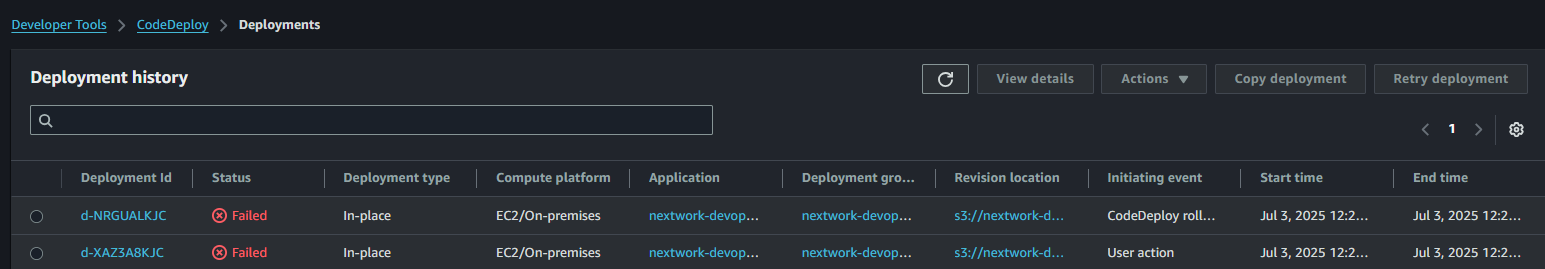 Developer Tools > CodeDeploy > Deployments
Deployment history
View details Actions Copy deployment Retry deployment
1
Deployment Id Status Deployment type Compute platform Application Deployment gro... Revision location Initiating event Start time End time
d-NRGUALKJC Failed In-place EC2/On-premises nextwork-devop... nextwork-devop... s3://nextwork-d... CodeDeploy roll... Jul 3, 2025 12:2... Jul 3, 2025 12:2...
d-XAZ3A8KJC Failed In-place EC2/On-premises nextwork-devop... nextwork-devop... s3://nextwork-d... User action Jul 3, 2025 12:2... Jul 3, 2025 12:2...